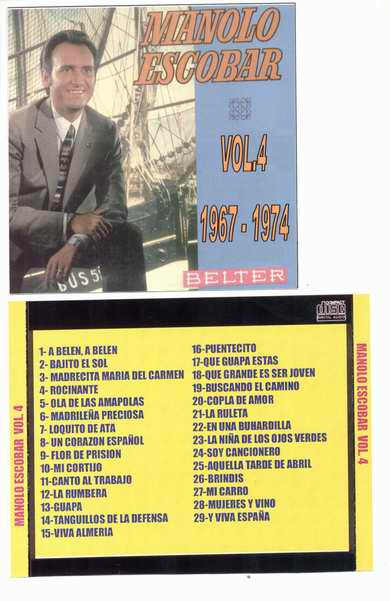 MANOLO
ESCOBAR
VOL.4
1967 - 1974
BELTER
BUS 5
COMPACT
disc
DIGITAL AUDIO
MANOLO ESCOBAR VOL. 4
1- A BELEN, A BELEN
2- BAJITO EL SOL
3- MADRECITA MARIA DEL CARMEN
4- ROCINANTE
5- OLA DE LAS AMAPOLAS
6- MADRILEÑA PRECIOSA
7- LOQUITO DE ATA
8- UN CORAZON ESPAÑOL
9- FLOR DE PRISION
10-MI CORTIJO
11-CANTO AL TRABAJO
12-LA RUMBERA
13-GUAPA
14-TANGUILLOS DE LA DEFENSA
15-VIVA ALMERIA
16-PUENTECITO
17-QUE GUAPA ESTAS
18-QUE GRANDE ES SER JOVEN
19-BUSCANDO EL CAMINO
20-COPLA DE AMOR
21-LA RULETA
22-EN UNA BUHARDILLA
23-LA NIÑA DE LOS OJOS VERDES
24-SOY CANCIONERO
25-AQUELLA TARDE DE ABRIL
26-BRINDIS
27-MI CARRO
28-MUJERES Y VINO
29-Y VIVA ESPAÑA
MANOLO ESCOBAR VOL. 4